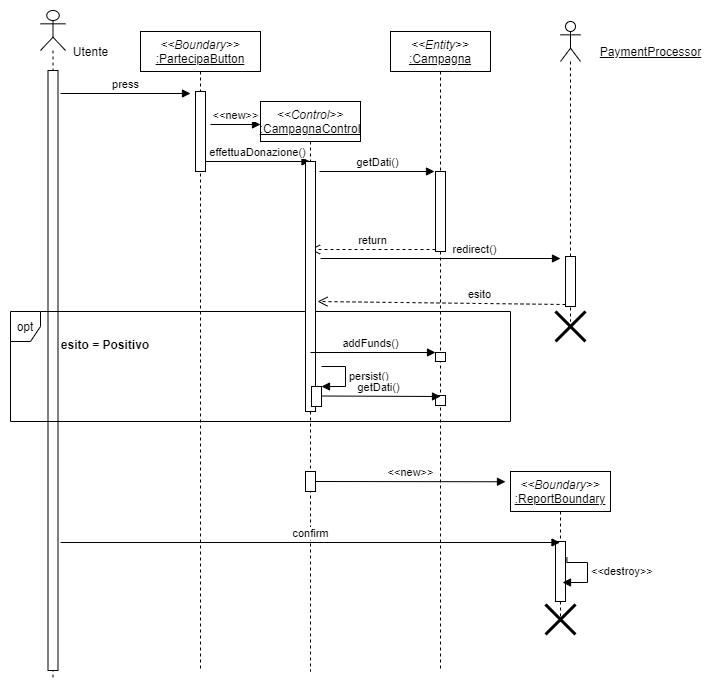 Utente
<<Boundary>>
:PartecipaButton
<<Entity>>
:Campagna
PaymentProcessor
press
<<new>>
<<Control>>
:CampagnaControl
effettuaDonazione()
getDati()
return
redirect()
esito
opt
esito = Positivo
addFunds()
persist()
getDati()
<<new>>
<<Boundary>>
:ReportBoundary
confirm
<<destroy>>